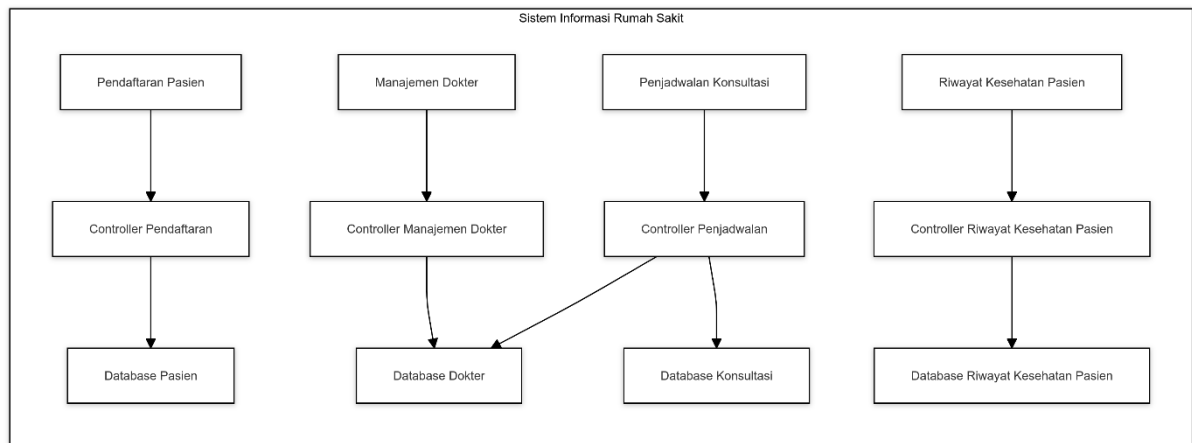 Sistem Informasi Rumah Sakit
Pendaftaran Pasien
Manajemen Dokter
Penjadwalan Konsultasi
Riwayat Kesehatan Pasien
Controller Pendaftaran
Controller Manajemen Dokter
Controller Penjadwalan
Controller Riwayat Kesehatan Pasien
Database Pasien
Database Dokter
Database Konsultasi
Database Riwayat Kesehatan Pasien